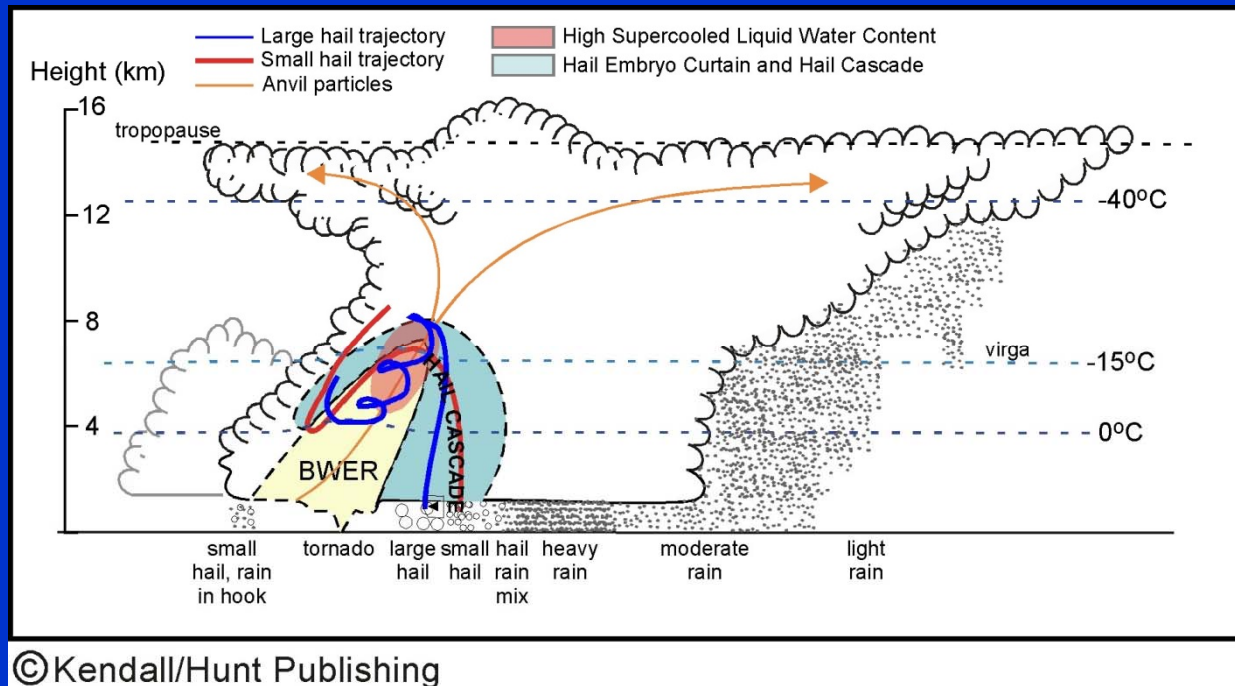 Large hail trajectory
Small hail trajectory
Anvil particles
High Supercooled Liquid Water Content
Hail Embryo Curtain and Hail Cascade
Height (km)
16
tropopause
12
-40°C
8
virga
-15°C
4
0°C
HAIL CASCADE
BWER
small
hail, rain
in hook
tornado
large
hail
small
hail
hail
rain
mix
heavy
rain
moderate
rain
light
rain
©Kendall/Hunt Publishing